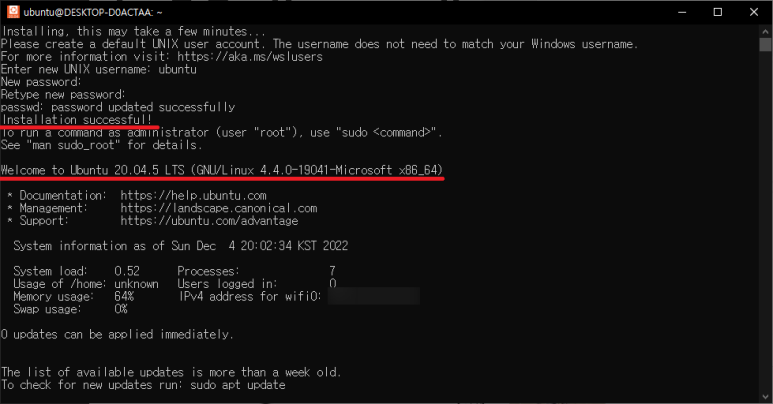 ubuntu@DESKTOP-D0ACTAA: ~
Installing, this may take a few minutes...
Please create a default UNIX user account. The username does not need to match your Windows username.
For more information visit: https://aka.ms/wslusers
Enter new UNIX username: ubuntu
New password:
Retype new password:
passwd: password updated successfully
Installation successful!
To run a command as administrator (user "root"), use "sudo <command>".
See "man sudo_root" for details.
Welcome to Ubuntu 20.04.5 LTS (GNU/Linux 4.4.0-19041-Microsoft x86_64)
* Documentation: https://help.ubuntu.com
* Management: https://landscape.canonical.com
* Support: https://ubuntu.com/advantage
System information as of Sun Dec 4 20:02:34 KST 2022
System load: 0.52 Processes: 7
Usage of /home: unknown Users logged in: 0
Memory usage: 64% IPv4 address for wifi0:
Swap usage: 0%
0 updates can be applied immediately.
The list of available updates is more than a week old.
To check for new updates run: sudo apt update